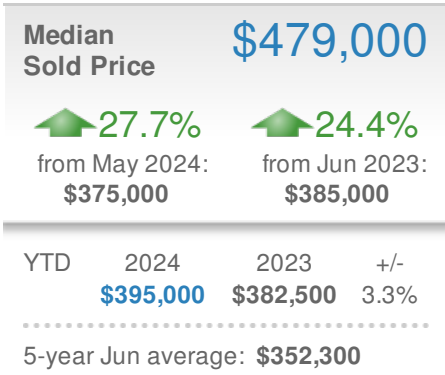 Median $479,000
Sold Price
27.7% 24.4%
from May 2024: from Jun 2023:
$375,000 $385,000
YTD 2024 2023 +/-
$395,000 $382,500 3.3%
5-year Jun average: $352,300